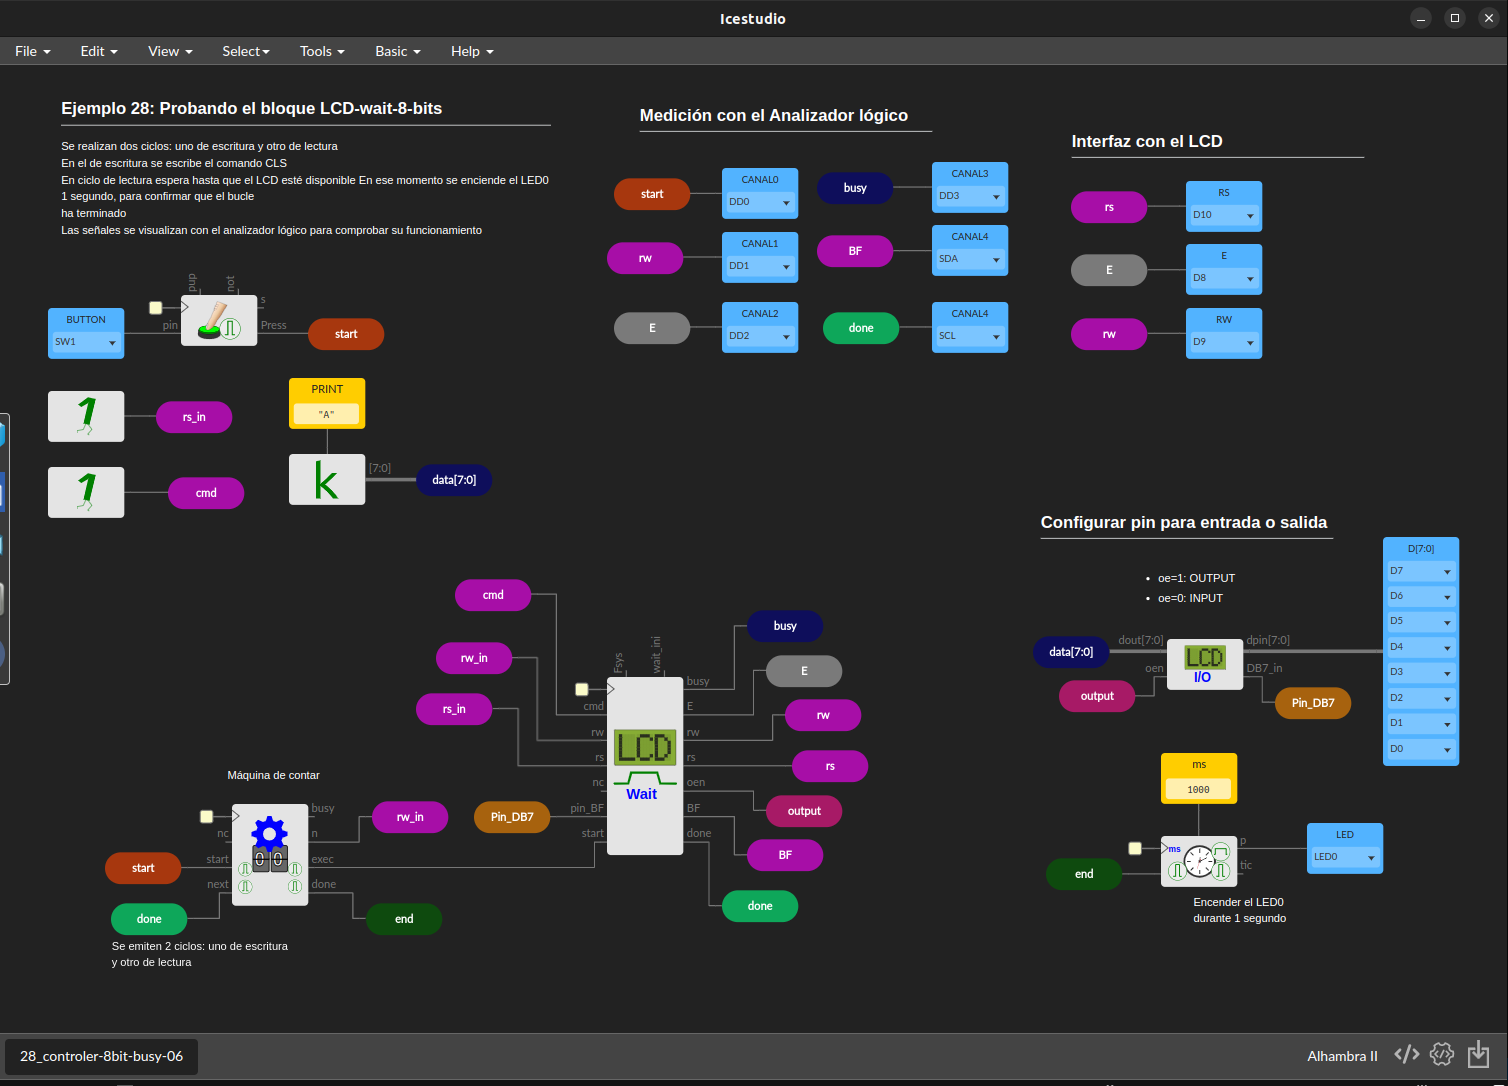 Icestudio
File Edit View Select Tools Basic Help
Ejemplo 28: Probando el bloque LCD-wait-8-bits
Se realizan dos ciclos: uno de escritura y otro de lectura
En el de escritura se escribe el comando CLS
En ciclo de lectura espera hasta que el LCD esté disponible En ese momento se enciende el LED0
1 segundo, para confirmar que el bucle
ha terminado
Las señales se visualizan con el analizador lógico para comprobar su funcionamiento
BUTTON
SW1
pup
not
pin
s
Press
start
1
rs_in
1
cmd
PRINT
"A"
k
[7:0]
data[7:0]
Medición con el Analizador lógico
start
CANAL0
DD0
busy
CANAL3
DD3
rw
CANAL1
DD1
BF
CANAL4
SDA
E
CANAL2
DD2
done
CANAL4
SCL
Interfaz con el LCD
rs
RS
D10
E
E
D8
rw
RW
D9
Configurar pin para entrada o salida
oe=1: OUTPUT
oe=0: INPUT
data[7:0]
output
dout[7:0]
oen
LCD
I/O
dpin[7:0]
DB7_in
Pin_DB7
D[7:0]
D7
D6
D5
D4
D3
D2
D1
D0
cmd
rw_in
rs_in
Pin_DB7
Fsys
wait_ini
cmd
rw
rs
nc
pin_BF
start
LCD
Wait
busy
E
rw
rs
oen
BF
done
busy
E
rw
rs
output
BF
done
Máquina de contar
start
done
nc
start
next
0 0
busy
n
exec
done
rw_in
end
Se emiten 2 ciclos: uno de escritura
y otro de lectura
ms
1000
end
ms
p
tic
LED
LED0
Encender el LED0
durante 1 segundo
28_controler-8bit-busy-06
Alhambra II